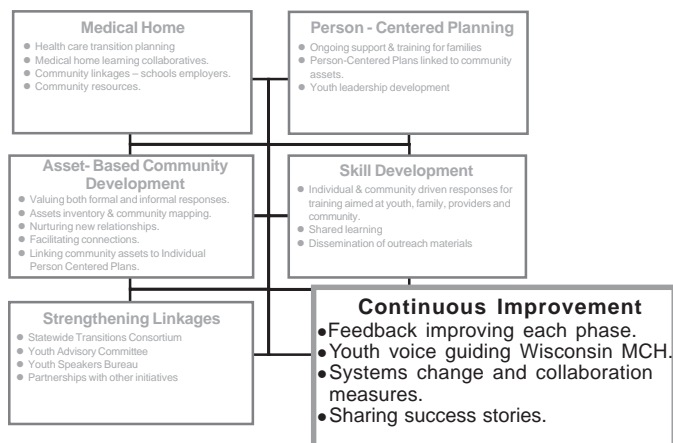 Medical Home
● Health care transition planning
● Medical home learning collaboratives.
● Community linkages – schools employers.
● Community resources.
Person - Centered Planning
● Ongoing support & training for families
● Person-Centered Plans linked to community
assets.
● Youth leadership development
Asset- Based Community
Development
● Valuing both formal and informal responses.
● Assets inventory & community mapping.
● Nurturing new relationships.
● Facilitating connections.
● Linking community assets to Individual
Person Centered Plans.
Skill Development
● Individual & community driven responses for
training aimed at youth, family, providers and
community.
● Shared learning
● Dissemination of outreach materials
Strengthening Linkages
● Statewide Transitions Consortium
● Youth Advisory Committee
● Youth Speakers Bureau
● Partnerships with other initiatives
Continuous Improvement
● Feedback improving each phase.
● Youth voice guiding Wisconsin MCH.
● Systems change and collaboration
measures.
● Sharing success stories.